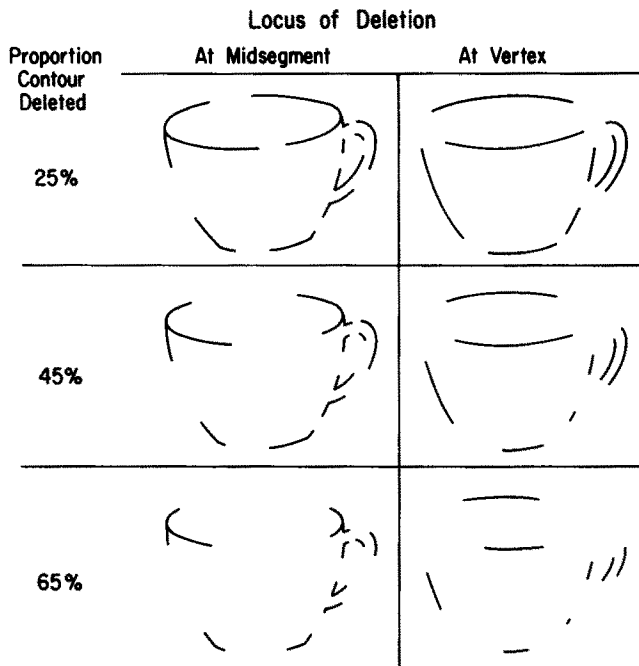 Locus of Deletion
Proportion
Contour
Deleted
At Midsegment
At Vertex
25%
45%
65%